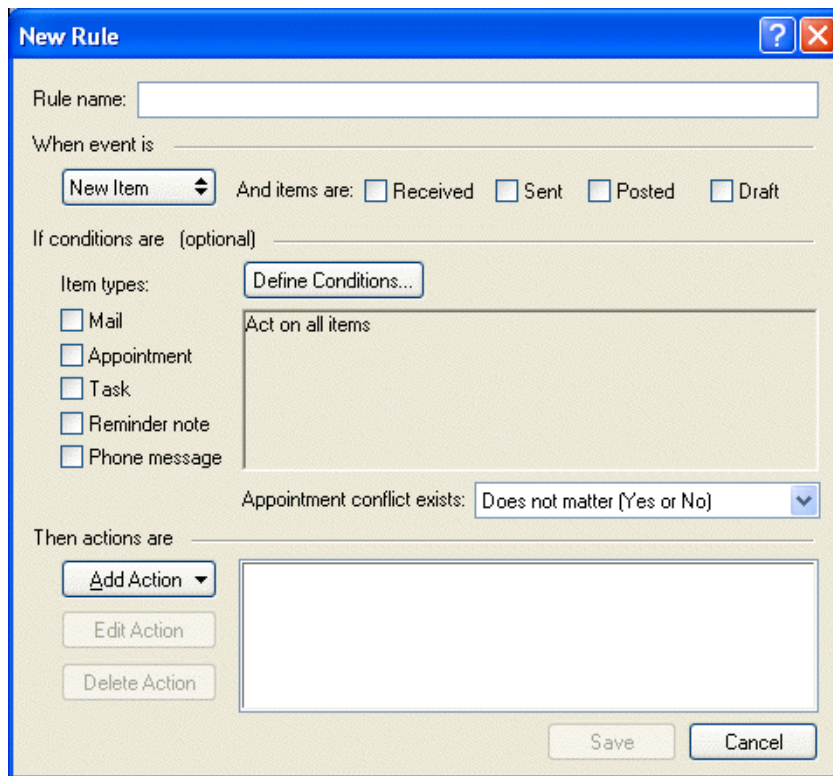 New Rule
Rule name:
When event is
New Item And items are: Received Sent Posted Draft
If conditions are (optional)
Item types: Define Conditions...
Mail
Act on all items
Appointment
Task
Reminder note
Phone message
Appointment conflict exists: Does not matter (Yes or No)
Then actions are
Add Action
Edit Action
Delete Action
Save Cancel